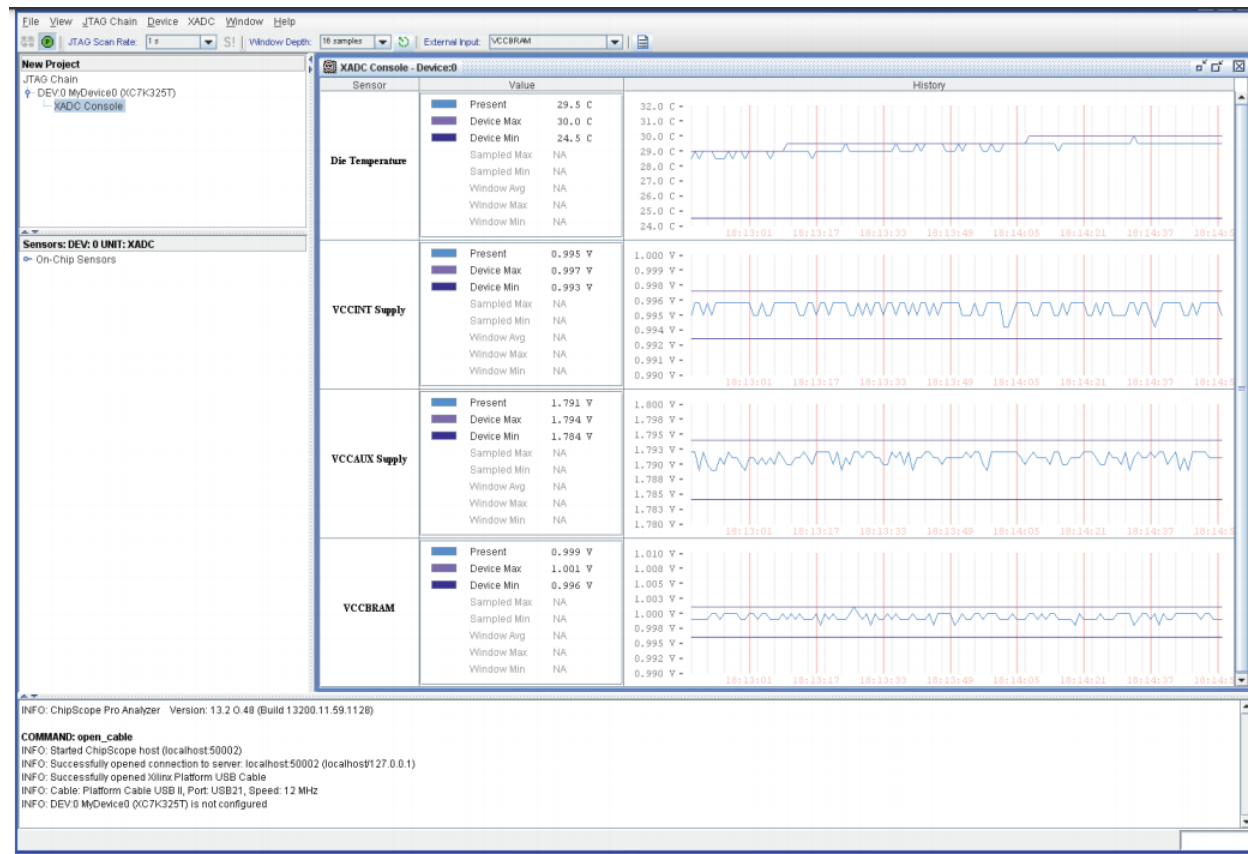 File View JTAG Chain Device XADC Window Help
JTAG Scan Rate: 1 s S! Window Depth: 16 samples External Input: VCCBRAM
New Project
JTAG Chain
DEV:0 MyDevice0 (XC7K325T)
XADC Console
Sensors: DEV: 0 UNIT: XADC
On-Chip Sensors
XADC Console - Device:0
Sensor Value History
Die Temperature
Present 29.5 C
Device Max 30.0 C
Device Min 24.5 C
Sampled Max NA
Sampled Min NA
Window Avg NA
Window Max NA
Window Min NA
32.0 C
31.0 C
30.0 C
29.0 C
28.0 C
27.0 C
26.0 C
25.0 C
24.0 C
18:13:01 18:13:17 18:13:33 18:13:49 18:14:05 18:14:21 18:14:37 18:14:5
VCCINT Supply
Present 0.995 V
Device Max 0.997 V
Device Min 0.993 V
Sampled Max NA
Sampled Min NA
Window Avg NA
Window Max NA
Window Min NA
1.000 V
0.999 V
0.998 V
0.996 V
0.995 V
0.994 V
0.992 V
0.991 V
0.990 V
18:13:01 18:13:17 18:13:33 18:13:49 18:14:05 18:14:21 18:14:37 18:14:5
VCCAUX Supply
Present 1.791 V
Device Max 1.794 V
Device Min 1.784 V
Sampled Max NA
Sampled Min NA
Window Avg NA
Window Max NA
Window Min NA
1.800 V
1.798 V
1.795 V
1.793 V
1.790 V
1.788 V
1.785 V
1.783 V
1.780 V
18:13:01 18:13:17 18:13:33 18:13:49 18:14:05 18:14:21 18:14:37 18:14:5
VCCBRAM
Present 0.999 V
Device Max 1.001 V
Device Min 0.996 V
Sampled Max NA
Sampled Min NA
Window Avg NA
Window Max NA
Window Min NA
1.010 V
1.008 V
1.005 V
1.003 V
1.000 V
0.998 V
0.995 V
0.992 V
0.990 V
18:13:01 18:13:17 18:13:33 18:13:49 18:14:05 18:14:21 18:14:37 18:14:5
INFO: ChipScope Pro Analyzer Version: 13.2 O.48 (Build 13200.11.59.1128)
COMMAND: open_cable
INFO: Started ChipScope host (localhost:50002)
INFO: Successfully opened connection to server: localhost:50002 (localhost/127.0.0.1)
INFO: Successfully opened Xilinx Platform USB Cable
INFO: Cable: Platform Cable USB II, Port: USB21, Speed: 12 MHz
INFO: DEV:0 MyDevice0 (XC7K325T) is not configured